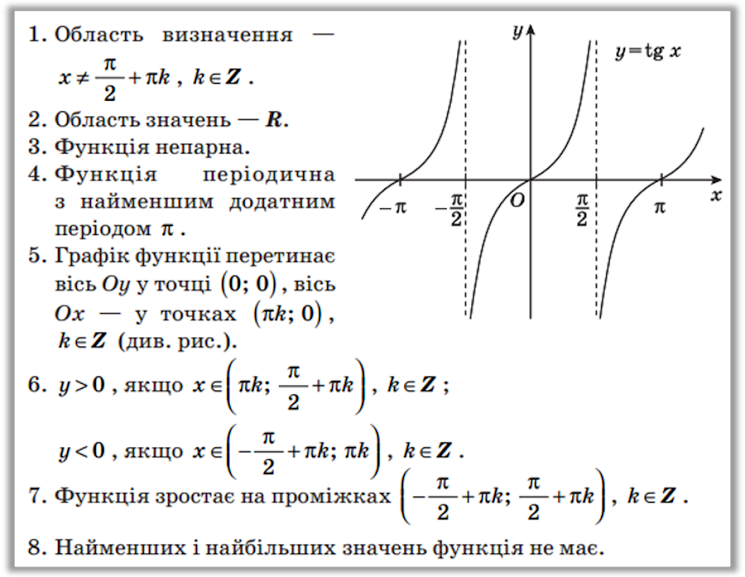 1. Область визначення —
x ≠ π/2 + πk , k ∈ Z .
2. Область значень — R.
3. Функція непарна.
4. Функція періодична
з найменшим додатним
періодом π .
5. Графік функції перетинає
вісь Oy у точці (0; 0) , вісь
Ox — у точках (πk; 0) ,
k ∈ Z (див. рис.).
y
y = tg x
−π
−π/2
O
π/2
π
x
6. y > 0 , якщо x ∈ (πk; π/2 + πk) , k ∈ Z ;
y < 0 , якщо x ∈ (−π/2 + πk; πk) , k ∈ Z .
7. Функція зростає на проміжках (−π/2 + πk; π/2 + πk) , k ∈ Z .
8. Найменших і найбільших значень функція не має.